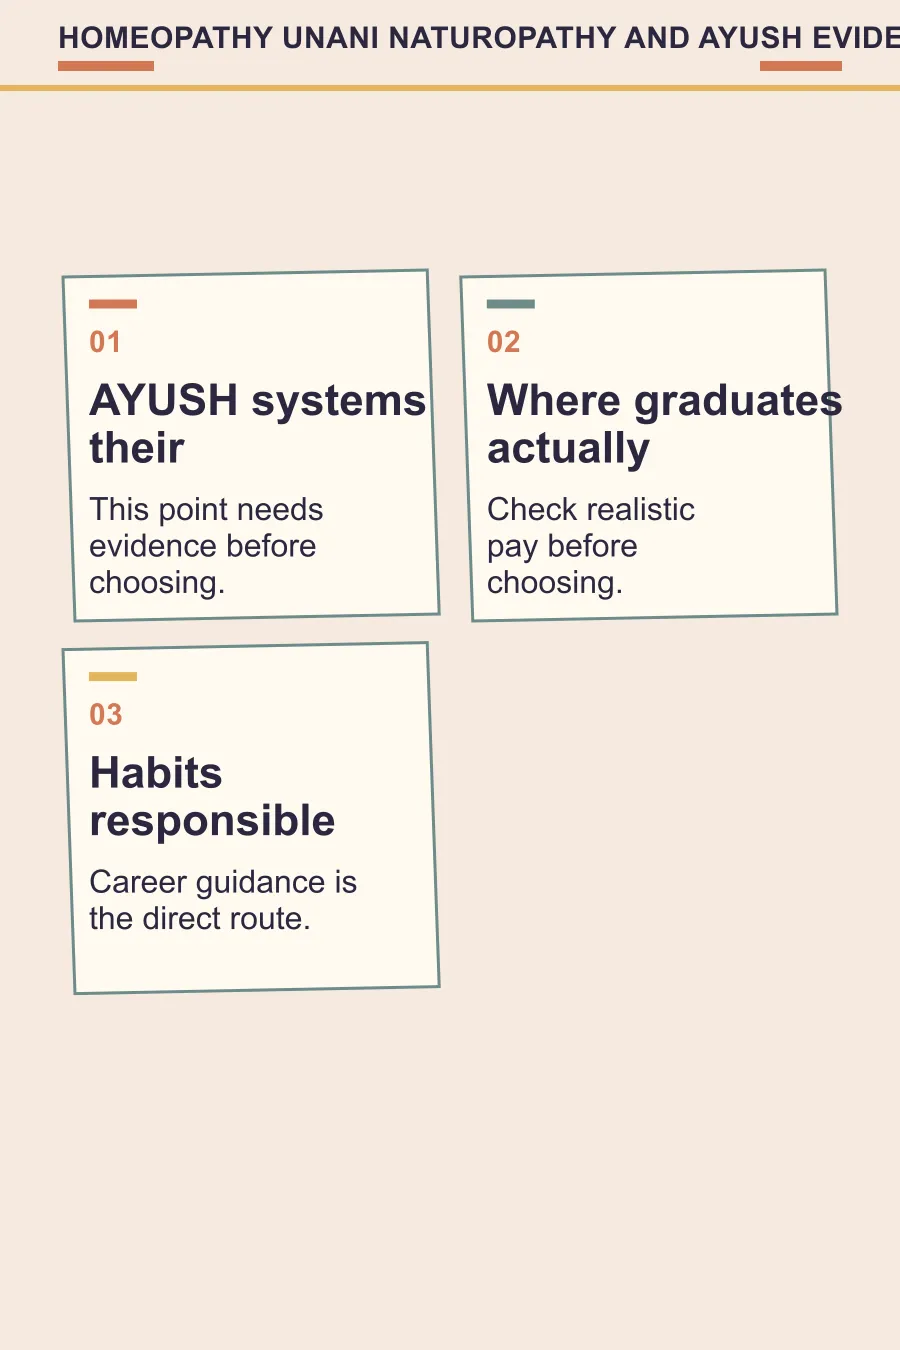 HOMEOPATHY UNANI NATUROPATHY AND AYUSH EVIDE
01
AYUSH systems
their
This point needs
evidence before
choosing.
02
Where graduates
actually
Check realistic
pay before
choosing.
03
Habits
responsible
Career guidance is
the direct route.